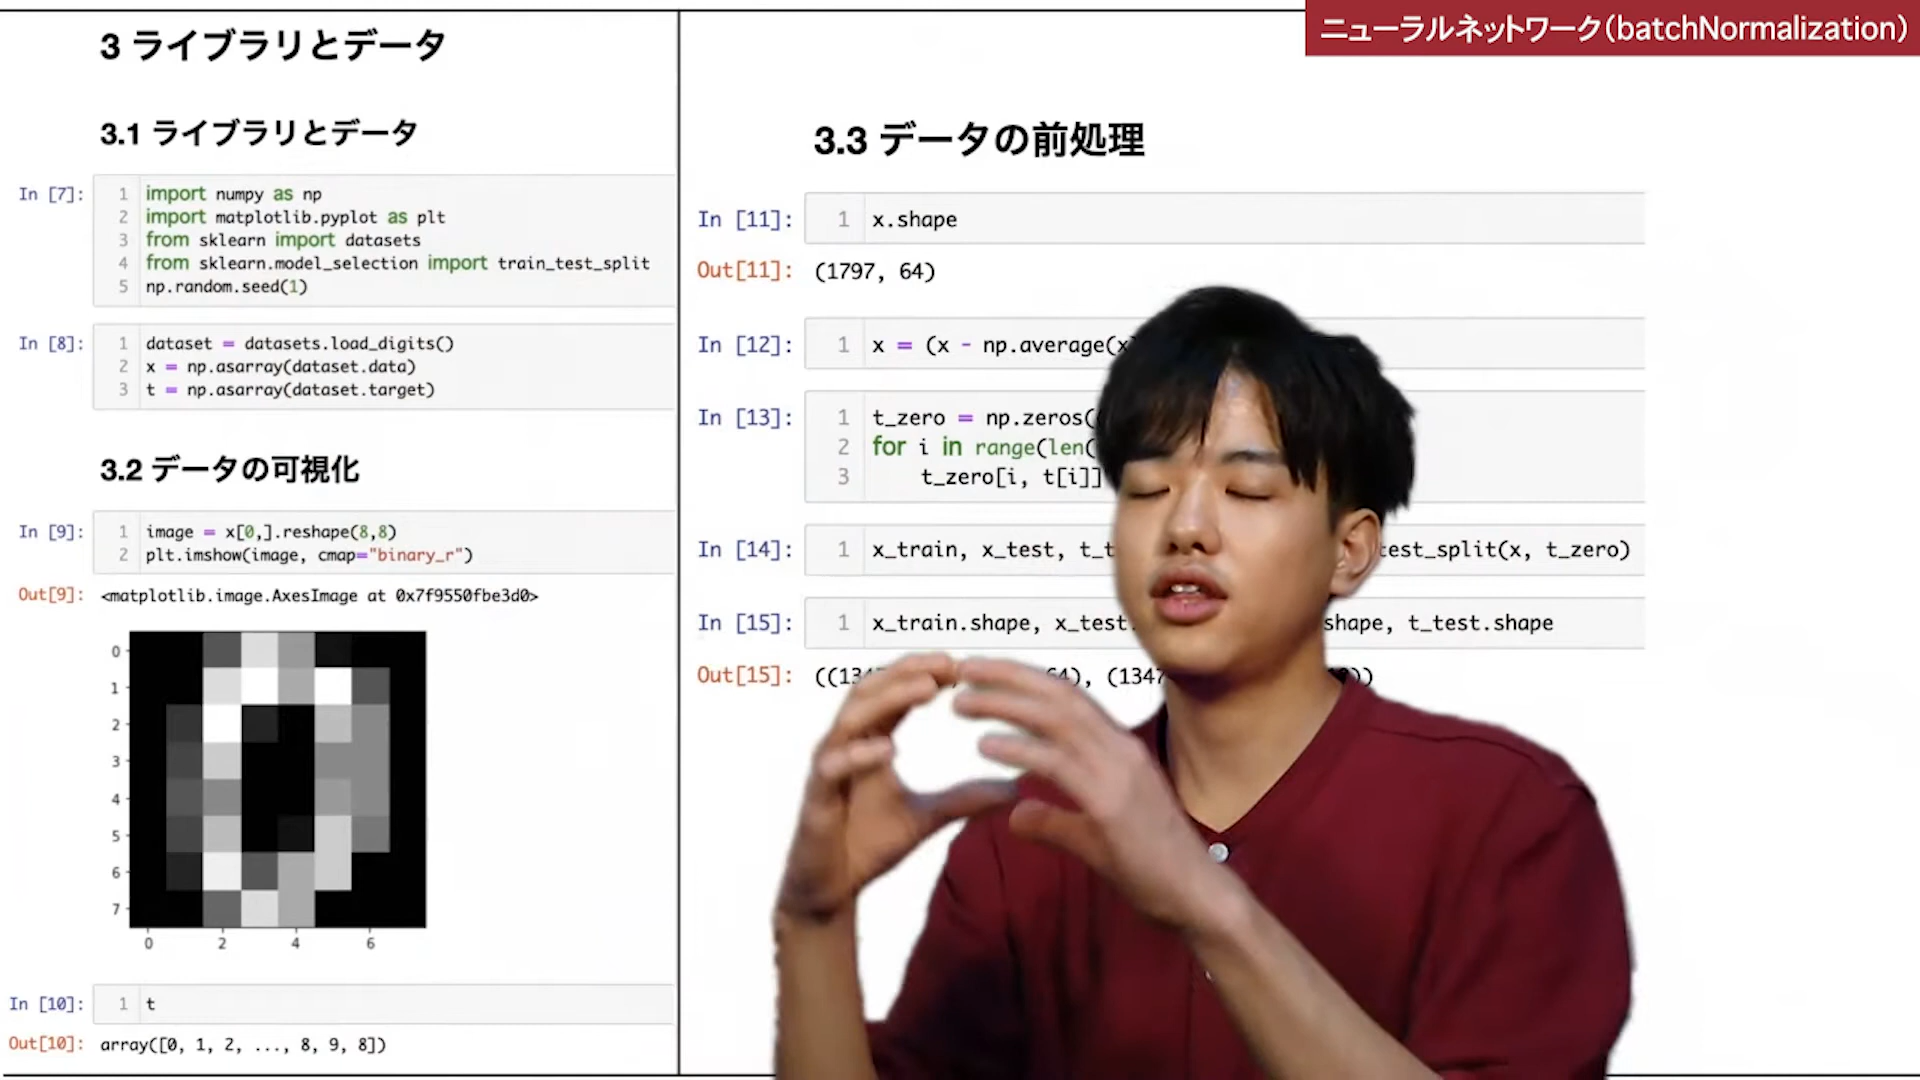 ニューラルネットワーク(batchNormalization)
3 ライブラリとデータ
3.1 ライブラリとデータ
In [7]:
1 import numpy as np
2 import matplotlib.pyplot as plt
3 from sklearn import datasets
4 from sklearn.model_selection import train_test_split
5 np.random.seed(1)
In [8]:
1 dataset = datasets.load_digits()
2 x = np.asarray(dataset.data)
3 t = np.asarray(dataset.target)
3.2 データの可視化
In [9]:
1 image = x[0,].reshape(8,8)
2 plt.imshow(image, cmap="binary_r")
Out[9]: <matplotlib.image.AxesImage at 0x7f9550fbe3d0>
0
1
2
3
4
5
6
7
0 2 4 6
In [10]:
1 t
Out[10]: array([0, 1, 2, ..., 8, 9, 8])
3.3 データの前処理
In [11]:
1 x.shape
Out[11]: (1797, 64)
In [12]:
1 x = (x - np.average(x
In [13]:
1 t_zero = np.zeros(
2 for i in range(len(
3 t_zero[i, t[i]]
In [14]:
1 x_train, x_test, t_t est_split(x, t_zero)
In [15]:
1 x_train.shape, x_test. shape, t_test.shape
Out[15]: ((13 64), (1347 ))